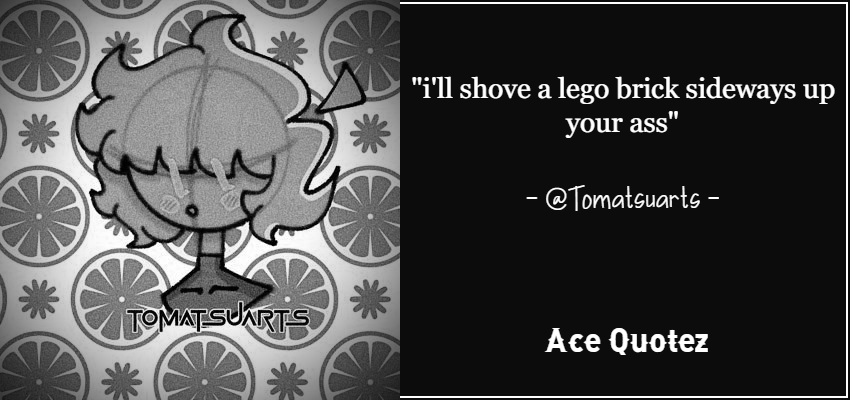 "i'll shove a lego brick sideways up
your ass"
- @Tomatsuarts -
TOMATSUARTS
Ace Quotez